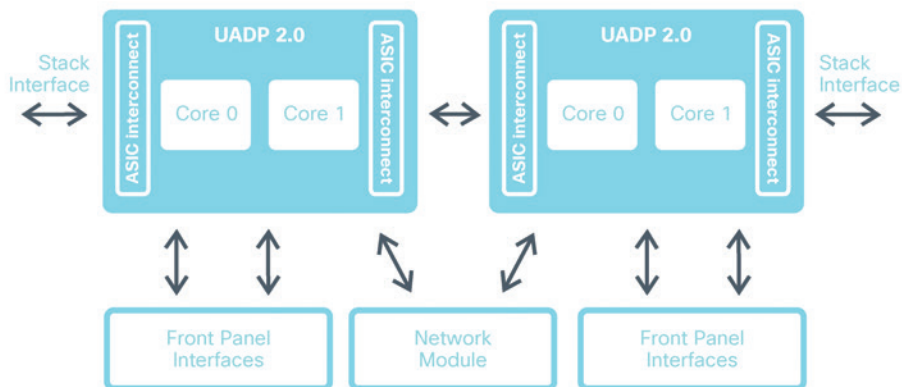 UADP 2.0
UADP 2.0
Stack
Interface
ASIC interconnect
Core 0
Core 1
ASIC interconnect
ASIC interconnect
Core 0
Core 1
ASIC interconnect
Stack
Interface
Front Panel
Interfaces
Network
Module
Front Panel
Interfaces